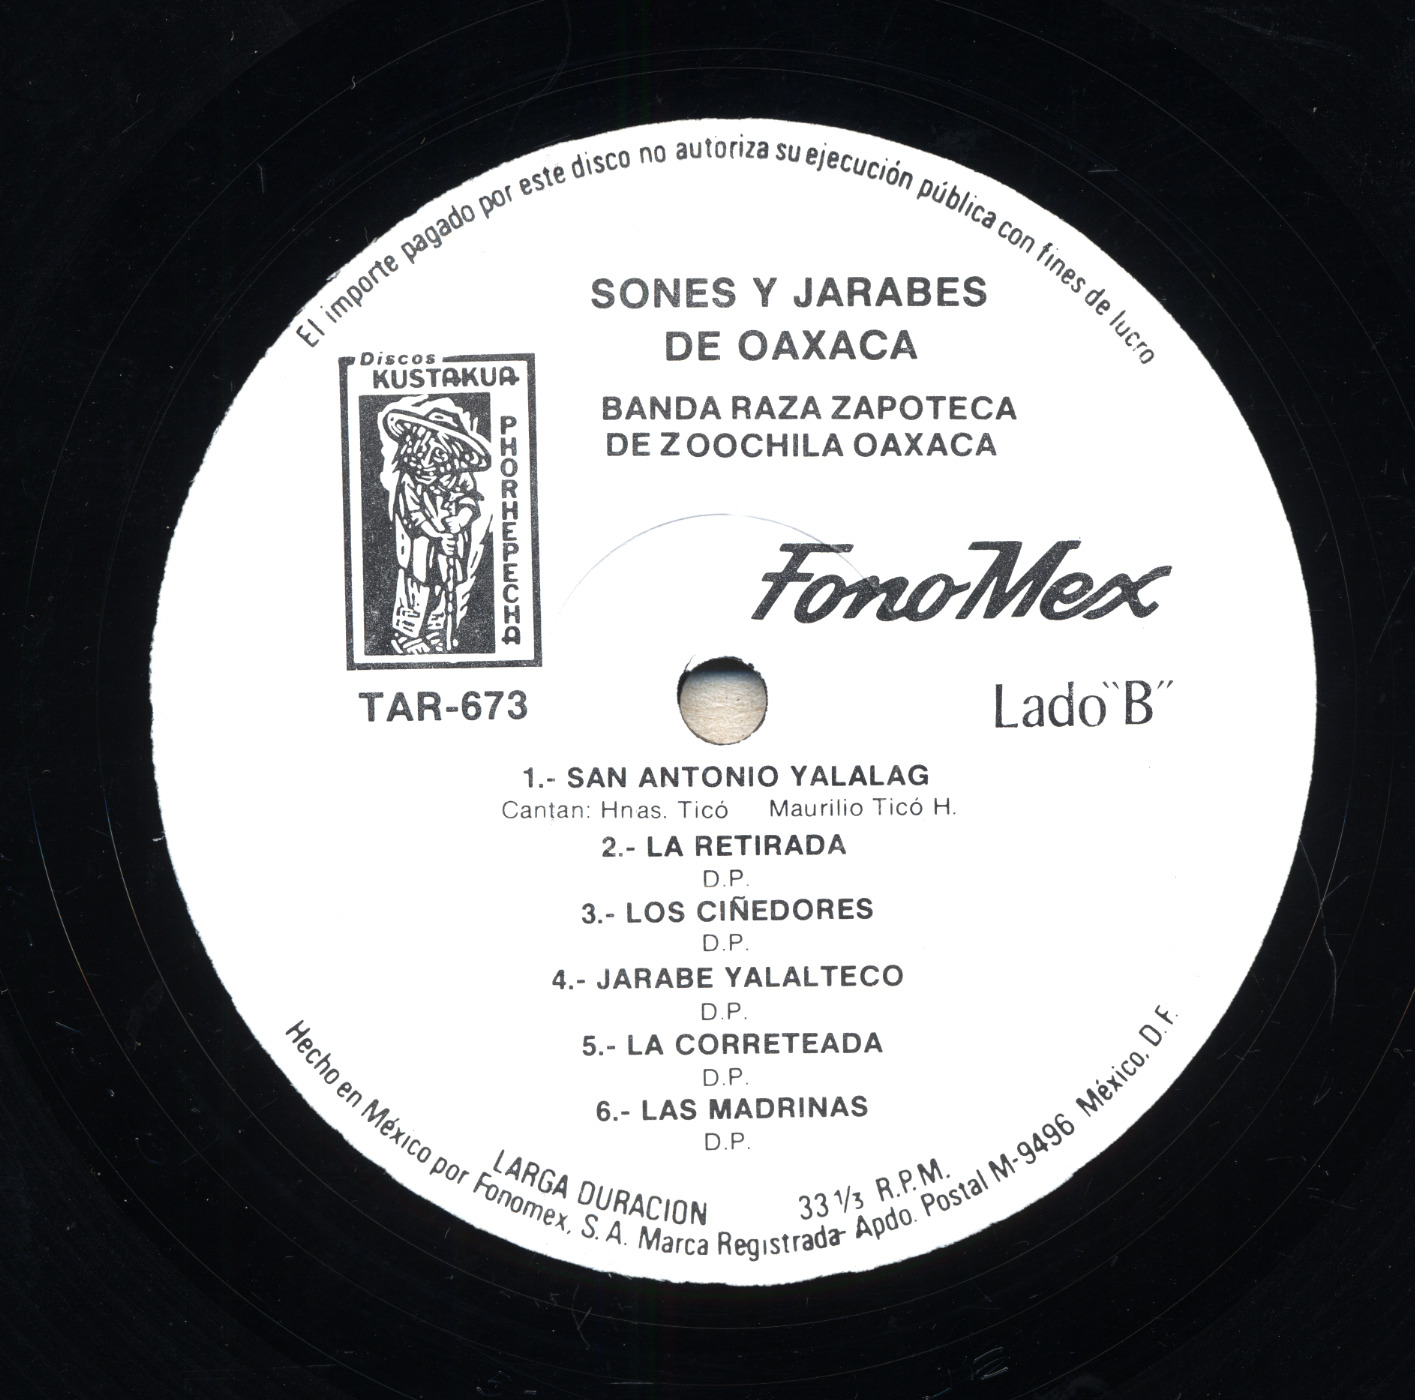 El importe pagado por este disco no autoriza su ejecución pública con fines de lucro
SONES Y JARABES
DE OAXACA
BANDA RAZA ZAPOTECA
DE ZOOCHILA OAXACA
Discos
KUSTAKUA
PHORHEPECHA
FonoMex
TAR-673
Lado "B"
1.- SAN ANTONIO YALALAG
Cantan: Hnas. Ticó Maurilio Ticó H.
2.- LA RETIRADA
D.P.
3.- LOS CIÑEDORES
D.P.
4.- JARABE YALALTECO
D.P.
5.- LA CORRETEADA
D.P.
6.- LAS MADRINAS
D.P.
LARGA DURACION 33 1/3 R.P.M.
Hecho en México por Fonomex, S.A. Marca Registrada- Apdo. Postal M-9496 México, D.F.